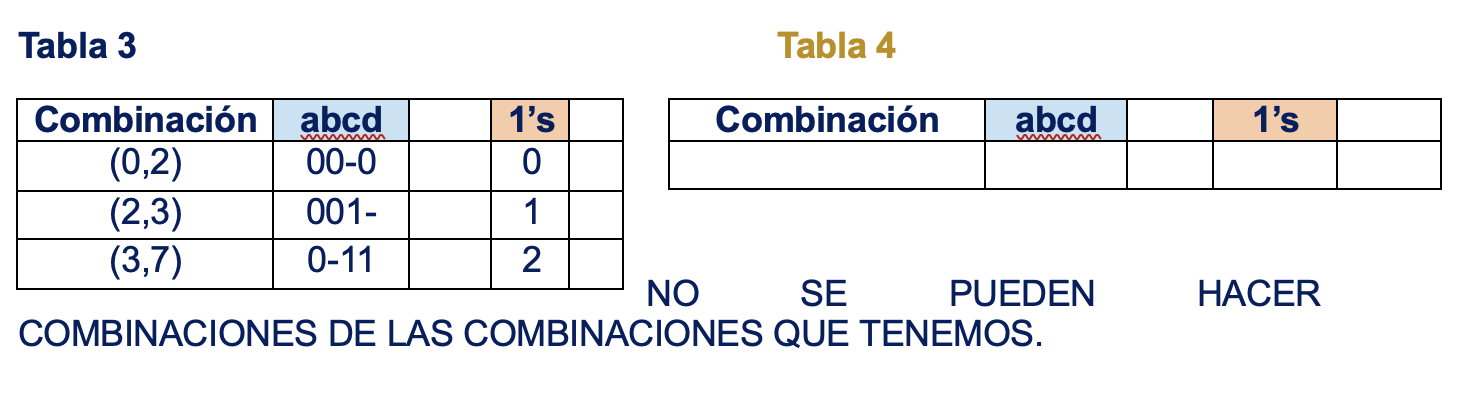 Tabla 3 Tabla 4
Combinación abcd 1’s Combinación abcd 1’s
(0,2) 00-0 0
(2,3) 001- 1
(3,7) 0-11 2
NO SE PUEDEN HACER
COMBINACIONES DE LAS COMBINACIONES QUE TENEMOS.